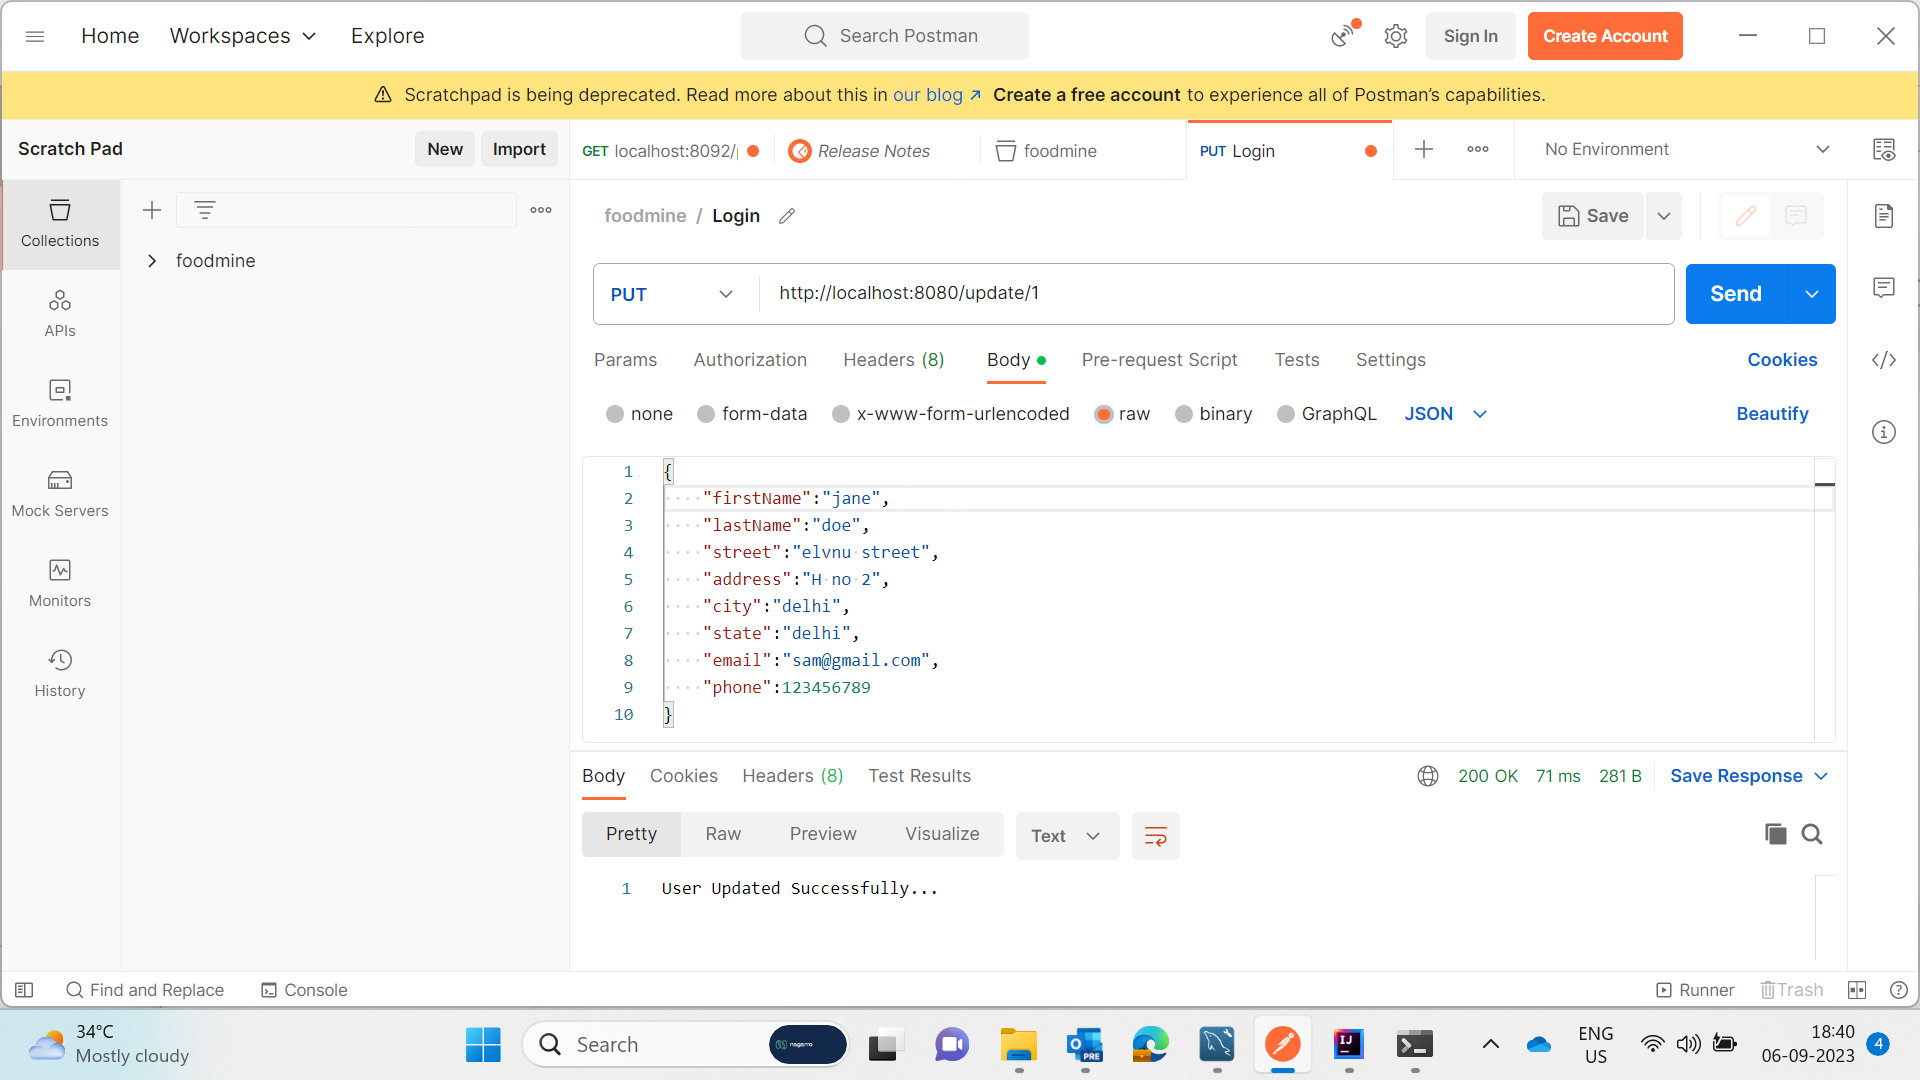 Home Workspaces Explore Search Postman Sign In Create Account
Scratchpad is being deprecated. Read more about this in our blog ↗ Create a free account to experience all of Postman's capabilities.
Scratch Pad New Import GET localhost:8092/ Release Notes foodmine PUT Login No Environment
Collections
APIs
Environments
Mock Servers
Monitors
History
foodmine
foodmine / Login Save
PUT http://localhost:8080/update/1 Send
Params Authorization Headers (8) Body Pre-request Script Tests Settings Cookies
none form-data x-www-form-urlencoded raw binary GraphQL JSON Beautify
1 {
2 "firstName":"jane",
3 "lastName":"doe",
4 "street":"elvnu street",
5 "address":"H no 2",
6 "city":"delhi",
7 "state":"delhi",
8 "email":"sam@gmail.com",
9 "phone":123456789
10 }
Body Cookies Headers (8) Test Results 200 OK 71 ms 281 B Save Response
Pretty Raw Preview Visualize Text
1 User Updated Successfully...
Find and Replace Console Runner Trash
34°C
Mostly cloudy
Search nagarro
PRE
IJ
ENG
US
18:40
06-09-2023
4